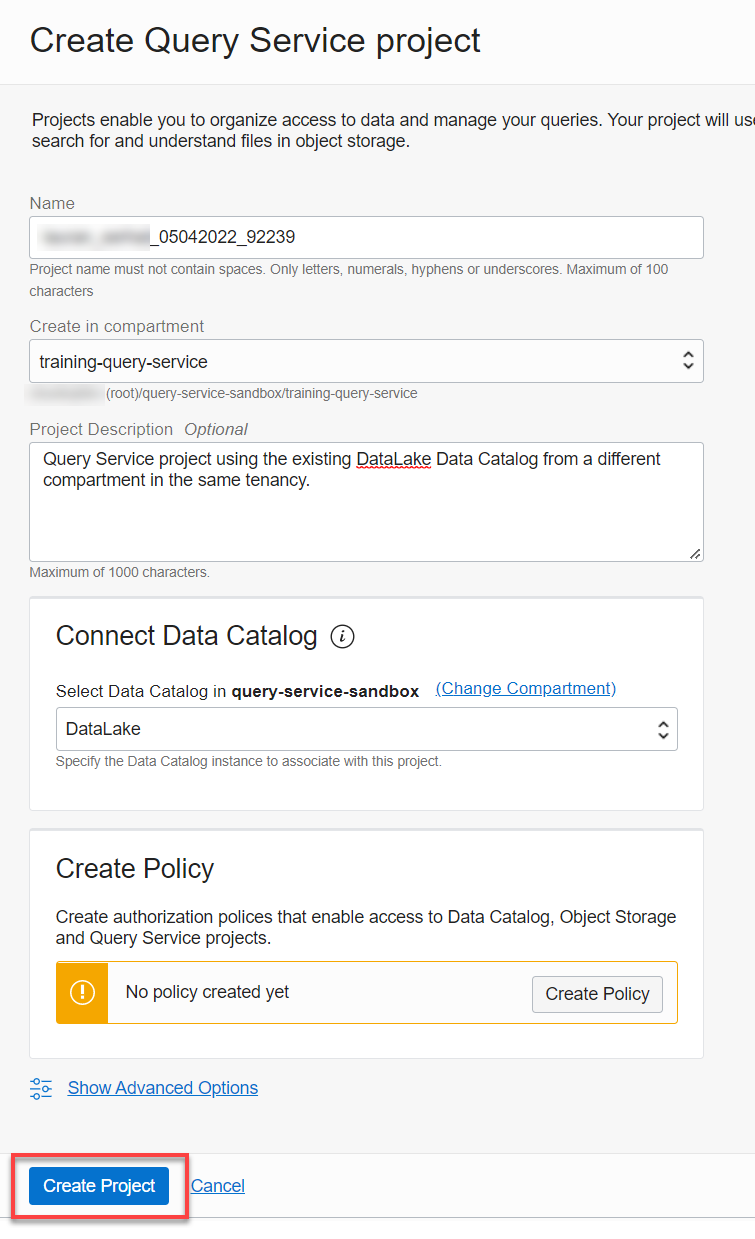 Create Query Service project
Projects enable you to organize access to data and manage your queries. Your project will use
search for and understand files in object storage.
Name
_05042022_92239
Project name must not contain spaces. Only letters, numerals, hyphens or underscores. Maximum of 100
characters
Create in compartment
training-query-service
(root)/query-service-sandbox/training-query-service
Project Description Optional
Query Service project using the existing DataLake Data Catalog from a different
compartment in the same tenancy.
Maximum of 1000 characters.
Connect Data Catalog i
Select Data Catalog in query-service-sandbox (Change Compartment)
DataLake
Specify the Data Catalog instance to associate with this project.
Create Policy
Create authorization polices that enable access to Data Catalog, Object Storage
and Query Service projects.
No policy created yet Create Policy
Show Advanced Options
Create Project Cancel